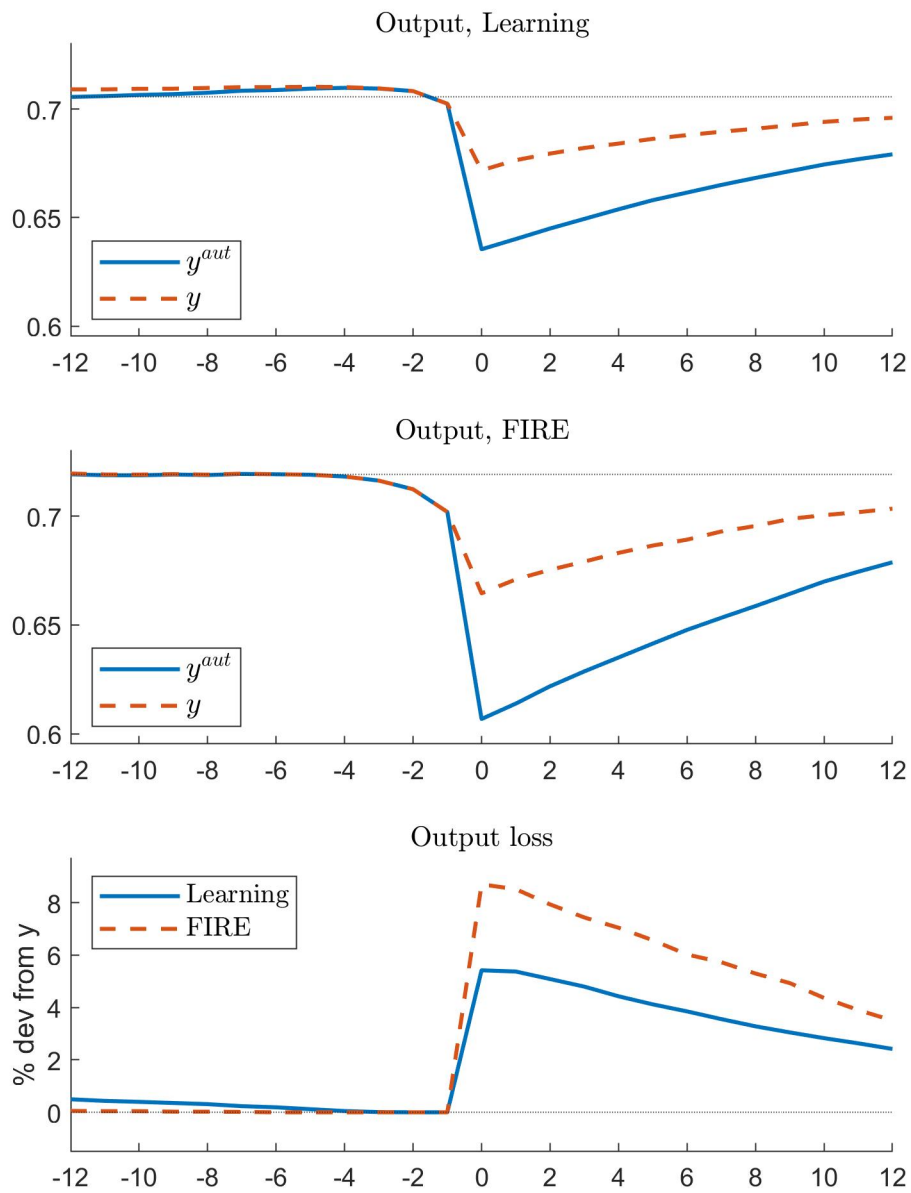 Output, Learning
0.7
0.65
0.6
y^{aut}
y
-12 -10 -8 -6 -4 -2 0 2 4 6 8 10 12
Output, FIRE
0.7
0.65
0.6
y^{aut}
y
-12 -10 -8 -6 -4 -2 0 2 4 6 8 10 12
Output loss
% dev from y
8
6
4
2
0
Learning
FIRE
-12 -10 -8 -6 -4 -2 0 2 4 6 8 10 12